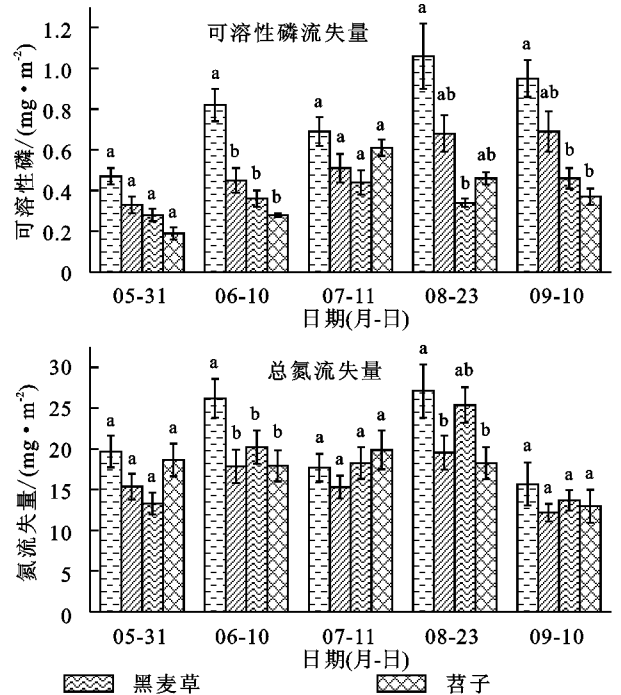 可溶性磷流失量
可溶性磷/(mg·m⁻²)
1.2
1.0
0.8
0.6
0.4
0.2
0
a a a a
a b b b
a a a a
a ab b ab
a ab b b
05-31 06-10 07-11 08-23 09-10
日期(月-日)
总氮流失量
氮流失量/(mg·m⁻²)
30
25
20
15
10
5
0
a a a a
a b b b
a a a a
a b ab b
a a a a
05-31 06-10 07-11 08-23 09-10
日期(月-日)
黑麦草 苕子